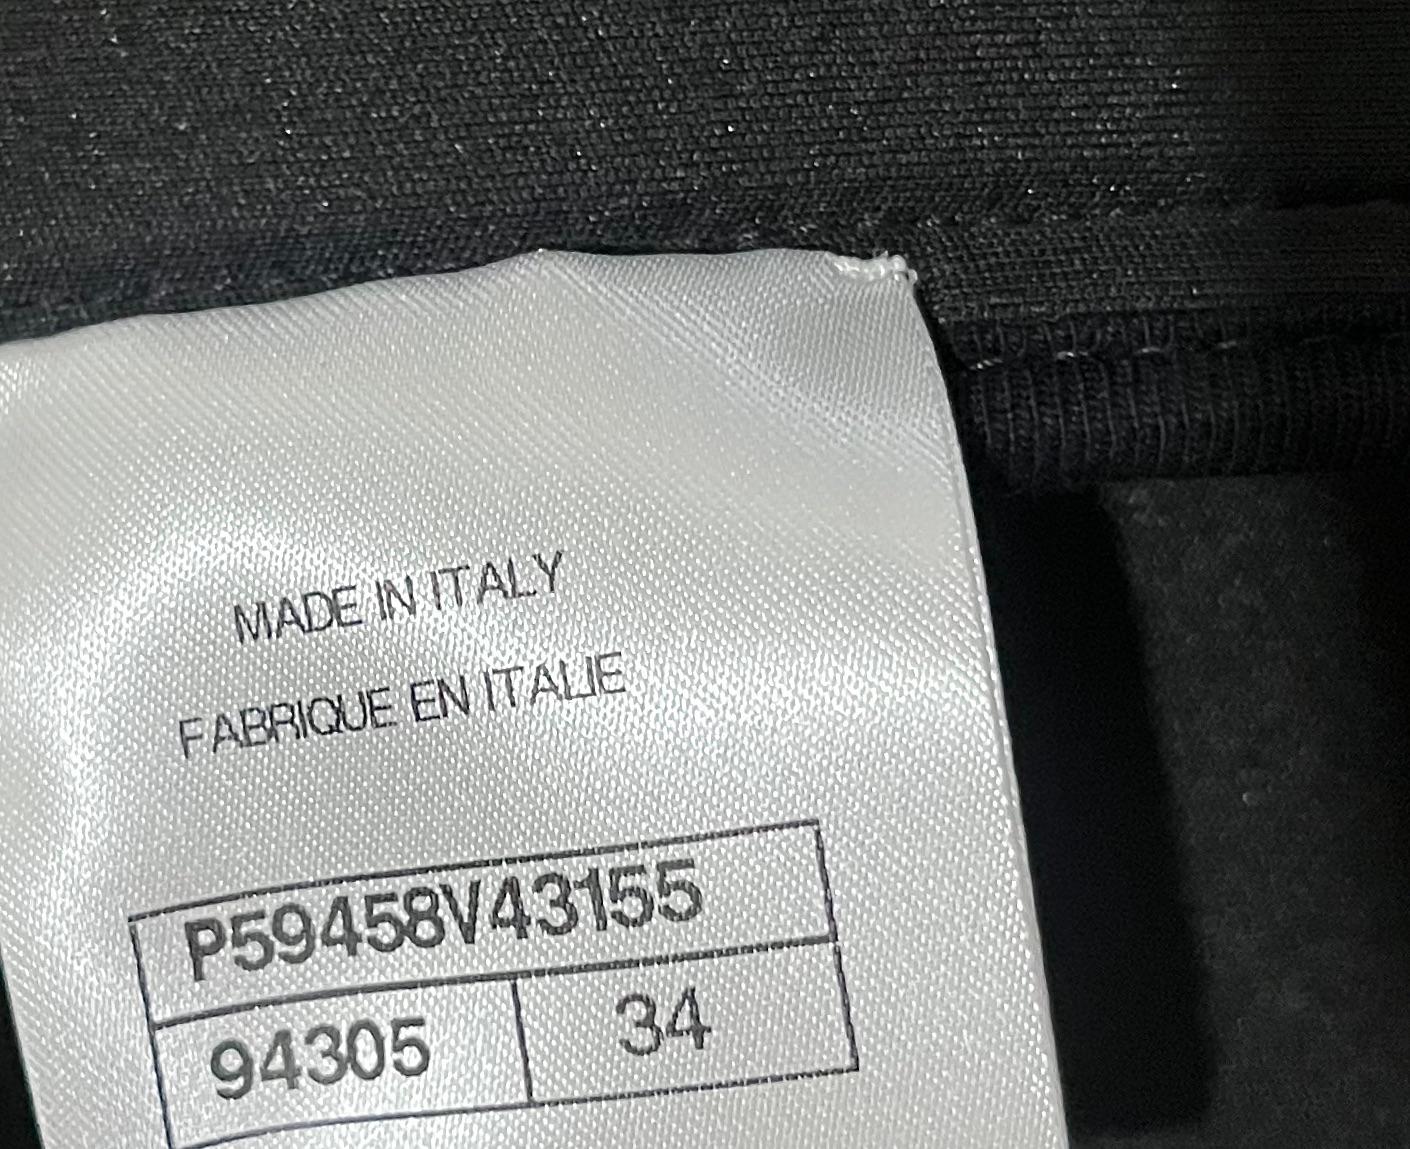 MADE IN ITALY
FABRIQUE EN ITALIE
P59458V43155
94305 34